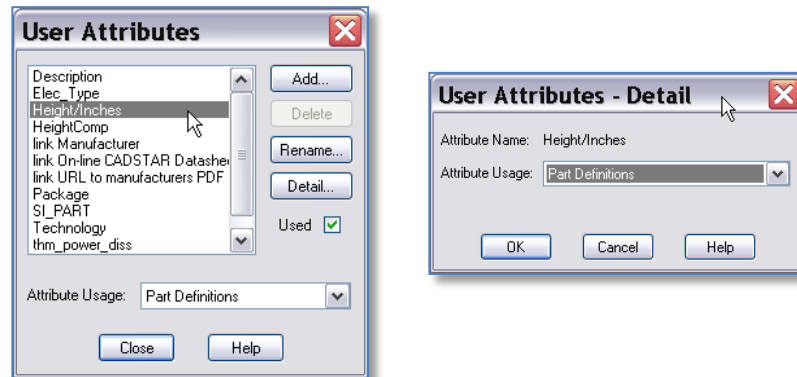 User Attributes
Description
Elec_Type
Height/Inches
HeightComp
link Manufacturer
link On-line CADSTAR Datashe
link URL to manufacturers PDF
Package
SI_PART
Technology
thm_power_diss
Add...
Delete
Rename...
Detail...
Used
Attribute Usage: Part Definitions
Close Help
User Attributes - Detail
Attribute Name: Height/Inches
Attribute Usage: Part Definitions
OK Cancel Help